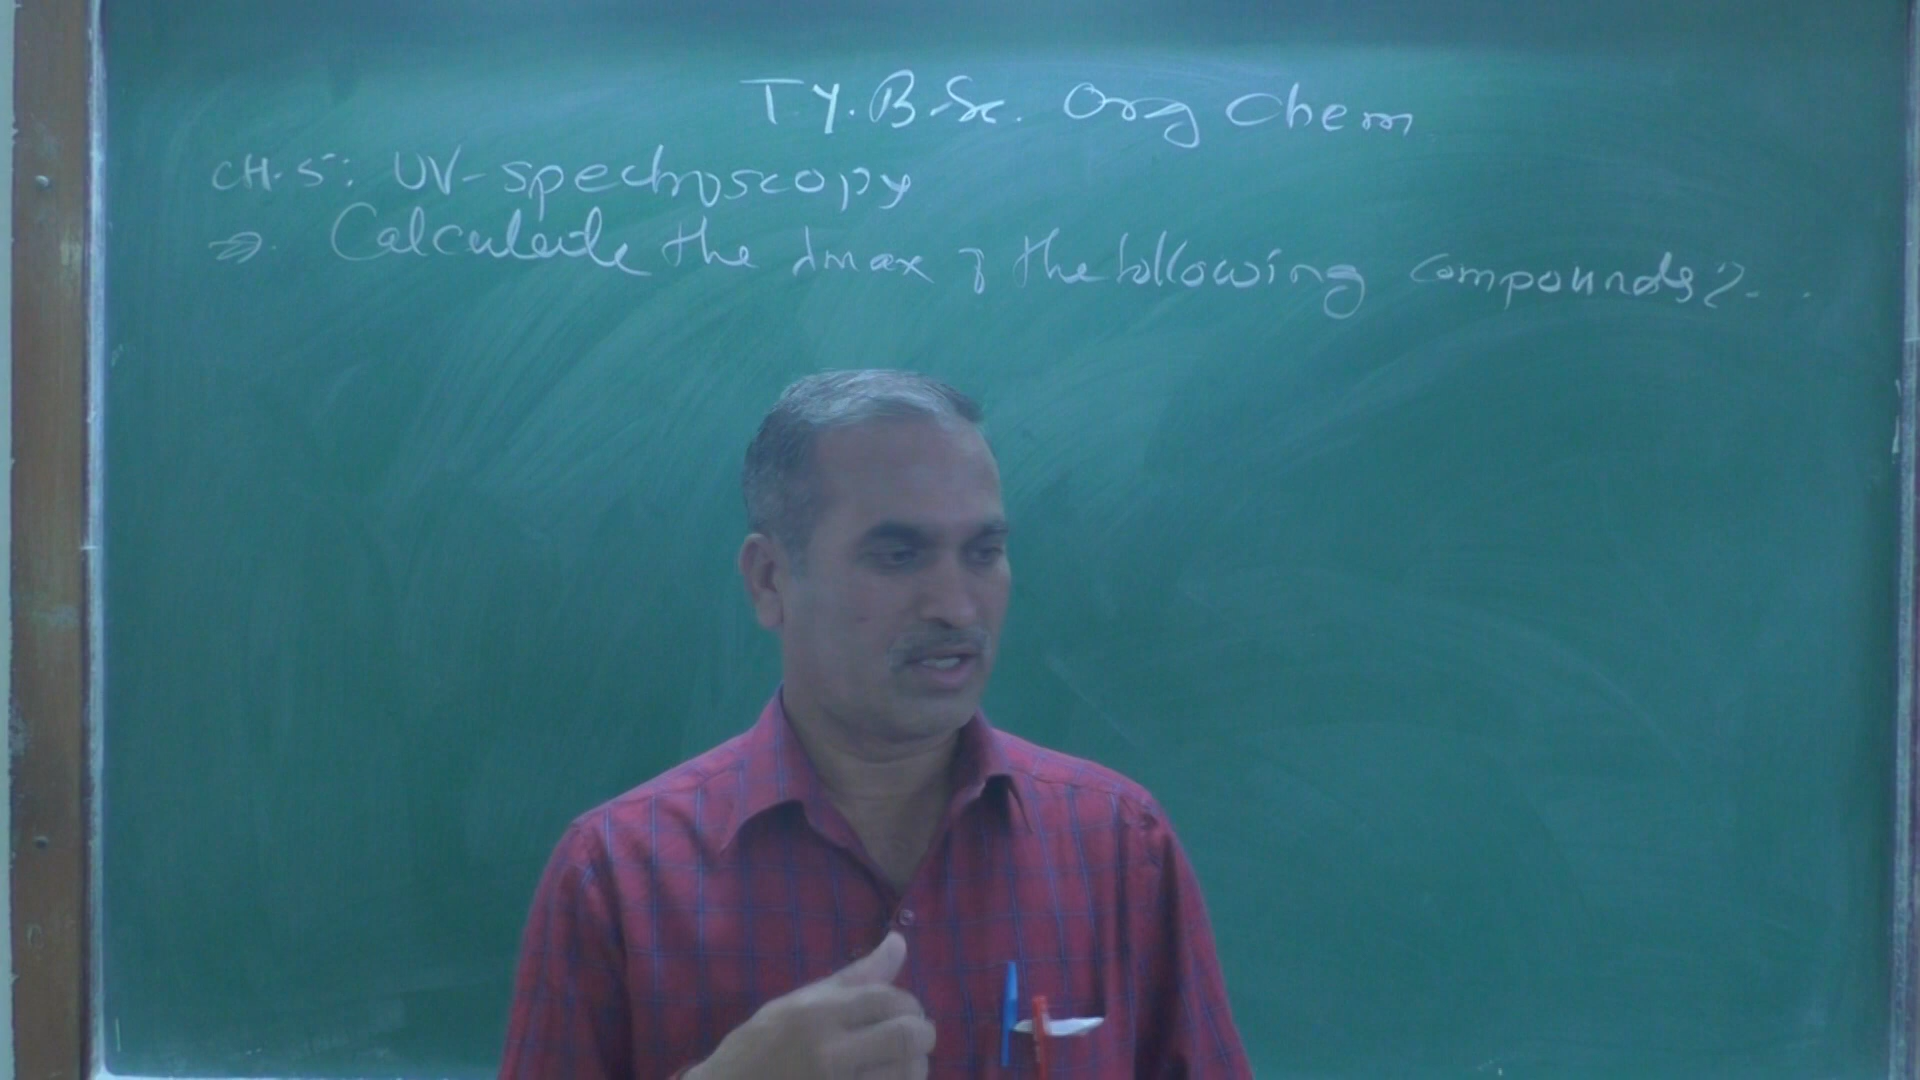 T.Y.B.Sc. Org Chem
CH.5: UV-spectroscopy
⇒. Calculate the λmax of the following compounds?